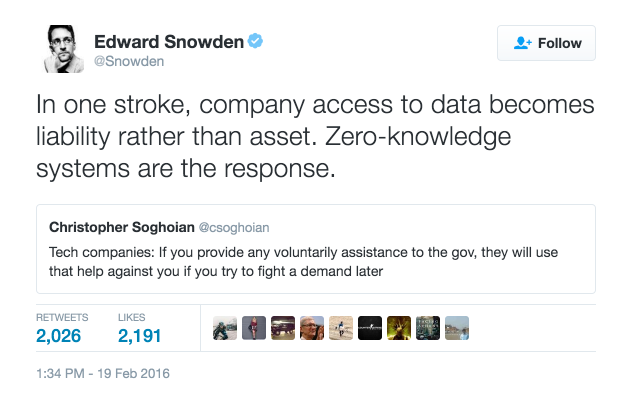 Edward Snowden
@Snowden
Follow
In one stroke, company access to data becomes
liability rather than asset. Zero-knowledge
systems are the response.
Christopher Soghoian @csoghoian
Tech companies: If you provide any voluntarily assistance to the gov, they will use
that help against you if you try to fight a demand later
RETWEETS LIKES
2,026 2,191
1:34 PM - 19 Feb 2016